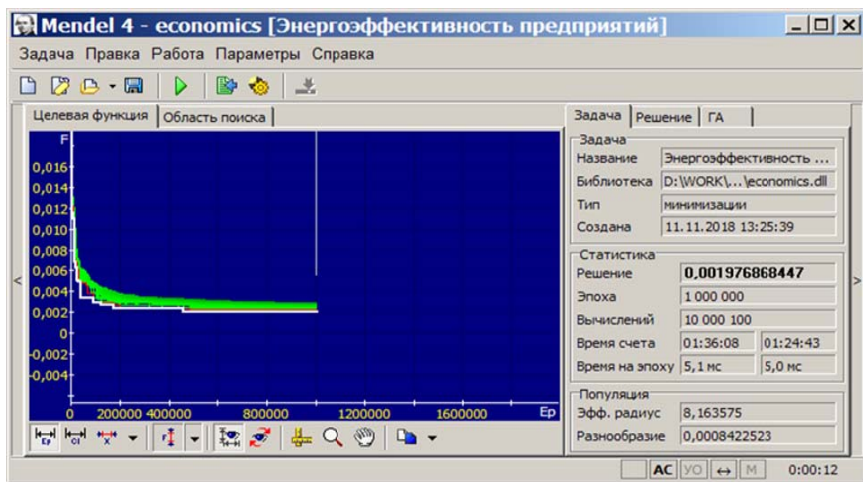 Mendel 4 - economics [Энергоэффективность предприятий]
Задача Правка Работа Параметры Справка
Целевая функция Область поиска
F
0,016
0,014
0,012
0,010
0,008
0,006
0,004
0,002
0
-0,002
-0,004
0 200000 400000 800000 1200000 1600000 Ep
Задача Решение ГА
Задача
Название Энергоэффективность ...
Библиотека D:\WORK\...\economics.dll
Тип минимизации
Создана 11.11.2018 13:25:39
Статистика
Решение 0,001976868447
Эпоха 1 000 000
Вычислений 10 000 100
Время счета 01:36:08 01:24:43
Время на эпоху 5,1 мс 5,0 мс
Популяция
Эфф. радиус 8,163575
Разнообразие 0,0008422523
AC УО М 0:00:12